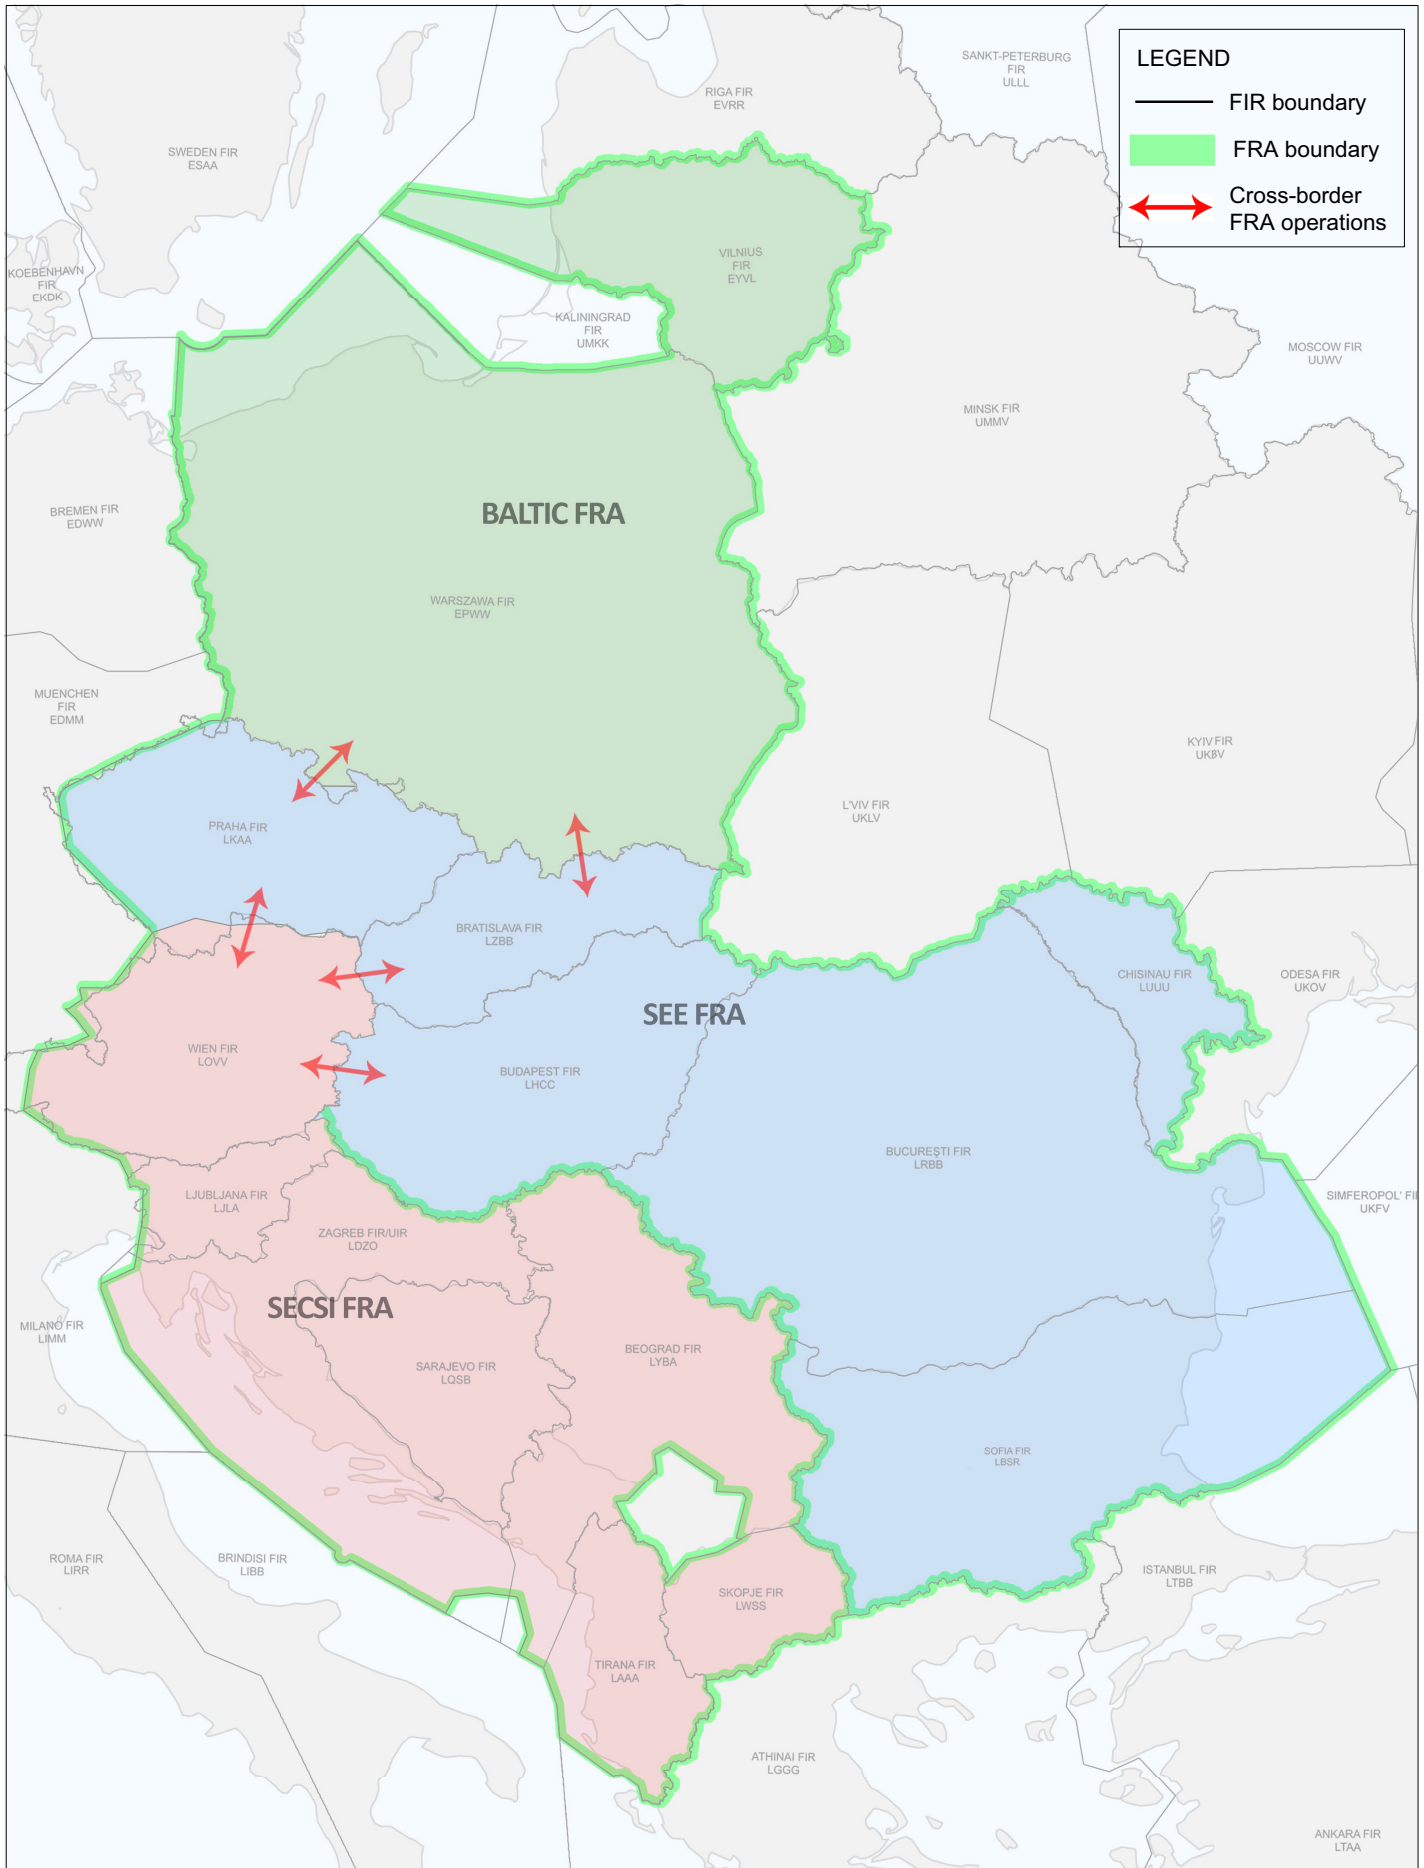 LEGEND
FIR boundary
FRA boundary
Cross-border
FRA operations
SANKT-PETERBURG
FIR
ULLL
RIGA FIR
EVRR
SWEDEN FIR
ESAA
KOEBENHAVN
FIR
EKDK
VILNIUS
FIR
EYVL
KALININGRAD
FIR
UMKK
MOSCOW FIR
UUWV
MINSK FIR
UMMV
BREMEN FIR
EDWW
BALTIC FRA
WARSZAWA FIR
EPWW
MUENCHEN
FIR
EDMM
KYIV FIR
UKBV
L'VIV FIR
UKLV
PRAHA FIR
LKAA
BRATISLAVA FIR
LZBB
CHISINAU FIR
LUUU
ODESA FIR
UKOV
SEE FRA
WIEN FIR
LOVV
BUDAPEST FIR
LHCC
BUCUREȘTI FIR
LRBB
LJUBLJANA FIR
LJLA
SIMFEROPOL' FI
UKFV
ZAGREB FIR/UIR
LDZO
SECSI FRA
MILANO FIR
LIMM
SARAJEVO FIR
LQSB
BEOGRAD FIR
LYBA
SOFIA FIR
LBSR
ROMA FIR
LIRR
BRINDISI FIR
LIBB
SKOPJE FIR
LWSS
ISTANBUL FIR
LTBB
TIRANA FIR
LAAA
ATHINAI FIR
LGGG
ANKARA FIR
LTAA